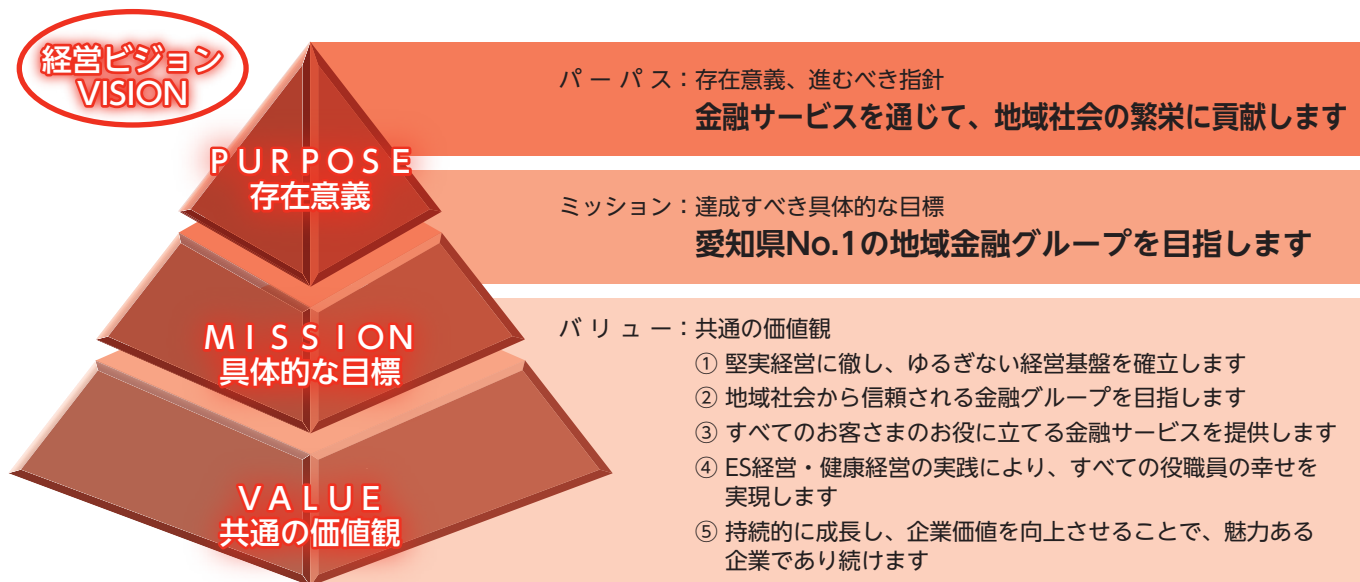 経営ビジョン
VISION
PURPOSE
存在意義
MISSION
具体的な目標
VALUE
共通の価値観
パーパス：存在意義、進むべき指針
金融サービスを通じて、地域社会の繁栄に貢献します
ミッション：達成すべき具体的な目標
愛知県No.1の地域金融グループを目指します
バリュー：共通の価値観
① 堅実経営に徹し、ゆるぎない経営基盤を確立します
② 地域社会から信頼される金融グループを目指します
③ すべてのお客さまのお役に立てる金融サービスを提供します
④ ES経営・健康経営の実践により、すべての役職員の幸せを
実現します
⑤ 持続的に成長し、企業価値を向上させることで、魅力ある
企業であり続けます